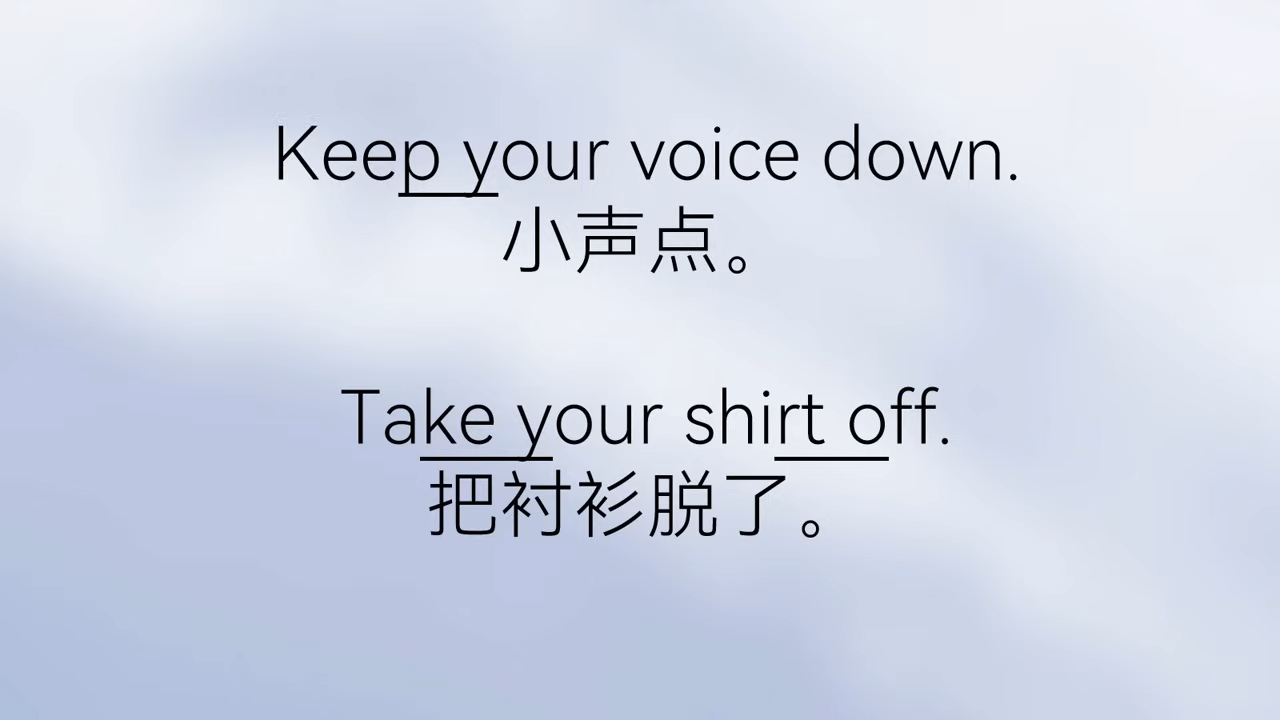 Keep your voice down.
小声点。
Take your shirt off.
把衬衫脱了。